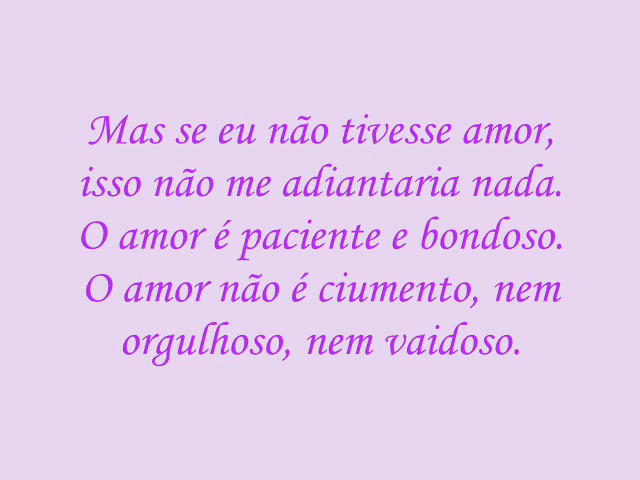 Mas se eu não tivesse amor,
isso não me adiantaria nada.
O amor é paciente e bondoso.
O amor não é ciumento, nem
orgulhoso, nem vaidoso.